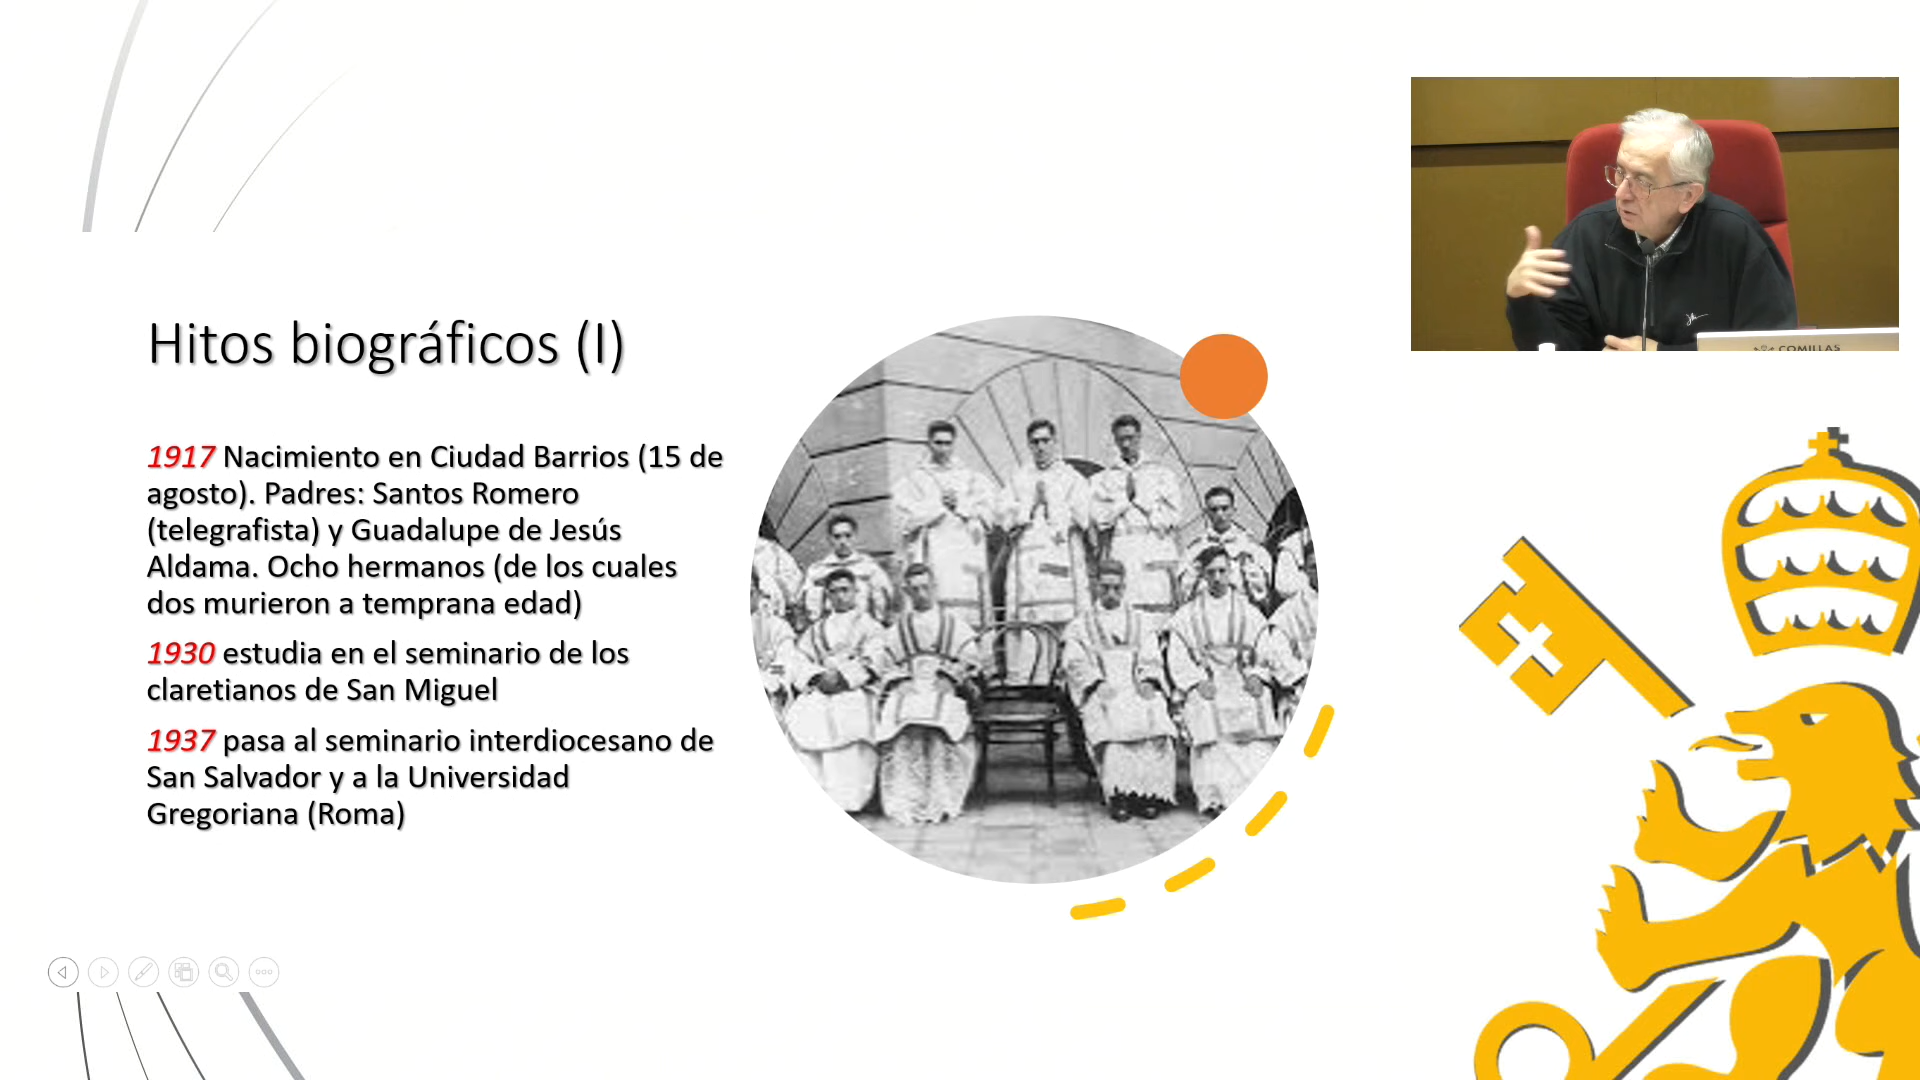 Hitos biográficos (I)
1917 Nacimiento en Ciudad Barrios (15 de
agosto). Padres: Santos Romero
(telegrafista) y Guadalupe de Jesús
Aldama. Ocho hermanos (de los cuales
dos murieron a temprana edad)
1930 estudia en el seminario de los
claretianos de San Miguel
1937 pasa al seminario interdiocesano de
San Salvador y a la Universidad
Gregoriana (Roma)
COMILLAS